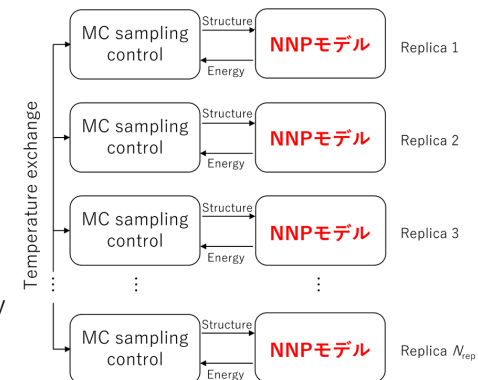 Temperature exchange
MC sampling
control
Structure
Energy
NNPモデル
Replica 1
MC sampling
control
Structure
Energy
NNPモデル
Replica 2
MC sampling
control
Structure
Energy
NNPモデル
Replica 3
MC sampling
control
Structure
Energy
NNPモデル
Replica Nrep